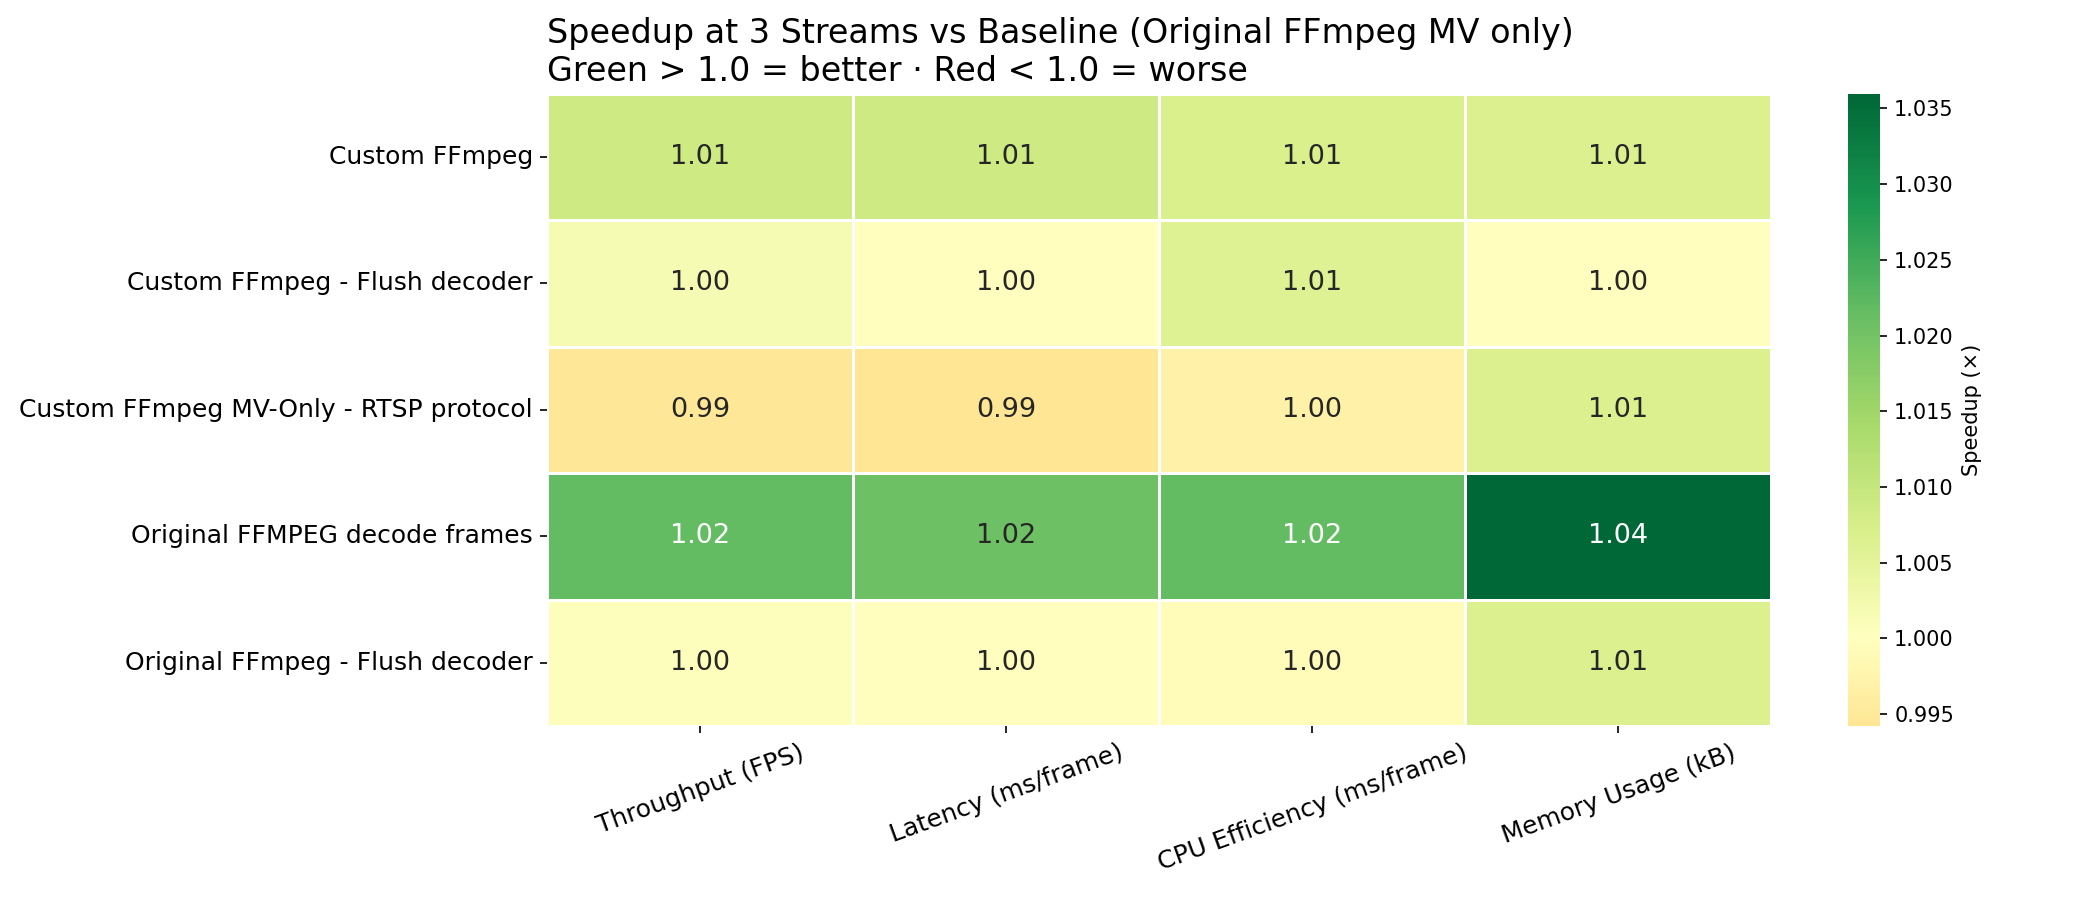 Speedup at 3 Streams vs Baseline (Original FFmpeg MV only)
Green > 1.0 = better · Red < 1.0 = worse
Custom FFmpeg
1.01 1.01 1.01 1.01
Custom FFmpeg - Flush decoder
1.00 1.00 1.01 1.00
Custom FFmpeg MV-Only - RTSP protocol
0.99 0.99 1.00 1.01
Original FFMPEG decode frames
1.02 1.02 1.02 1.04
Original FFmpeg - Flush decoder
1.00 1.00 1.00 1.01
Throughput (FPS)
Latency (ms/frame)
CPU Efficiency (ms/frame)
Memory Usage (kB)
1.035
1.030
1.025
1.020
1.015
1.010
1.005
1.000
0.995
Speedup (×)